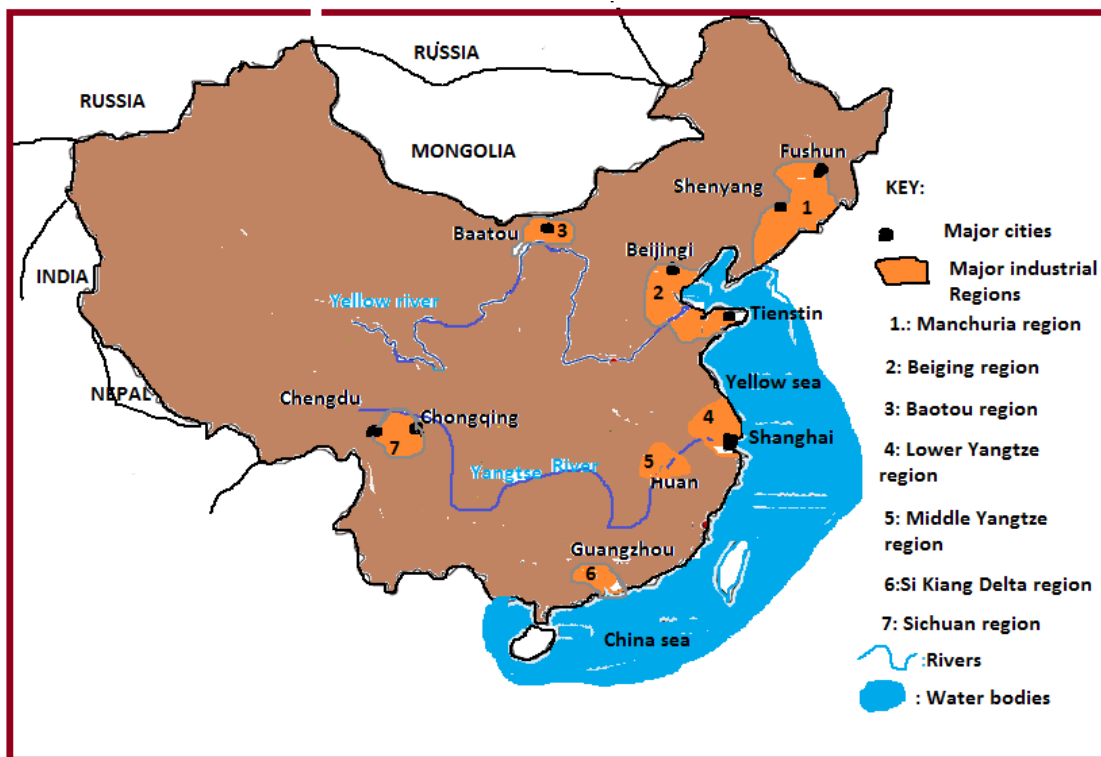 RUSSIA
RUSSIA
MONGOLIA
Fushun
Shenyang
1
Baatou
3
Beijingi
2
INDIA
Yellow river
Tienstin
NEPAL
Chengdu
Chongqing
7
Yellow sea
4
Shanghai
5
Huan
Yangtse River
Guangzhou
6
China sea
KEY:
Major cities
Major industrial
Regions
1.: Manchuria region
2: Beiging region
3: Baotou region
4: Lower Yangtze
region
5: Middle Yangtze
region
6:Si Kiang Delta region
7: Sichuan region
:Rivers
: Water bodies